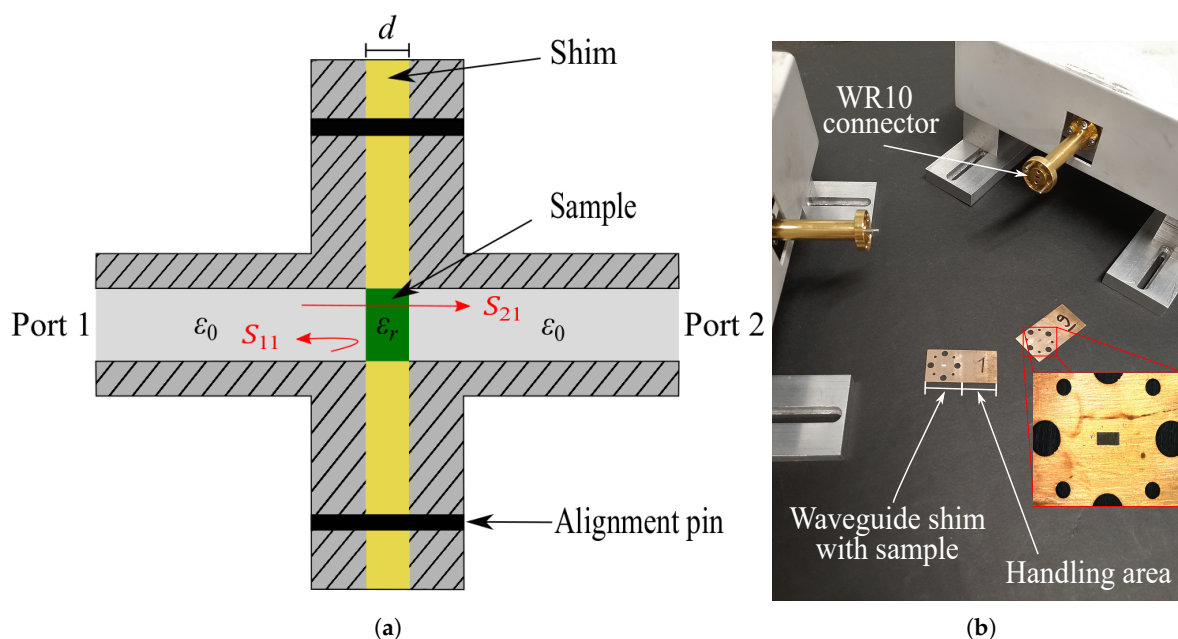 d
Shim
Sample
Port 1
ε₀
S₁₁
εᵣ
S₂₁
ε₀
Port 2
Alignment pin
(a)
WR10
connector
1
9
Waveguide shim
with sample
Handling area
(b)